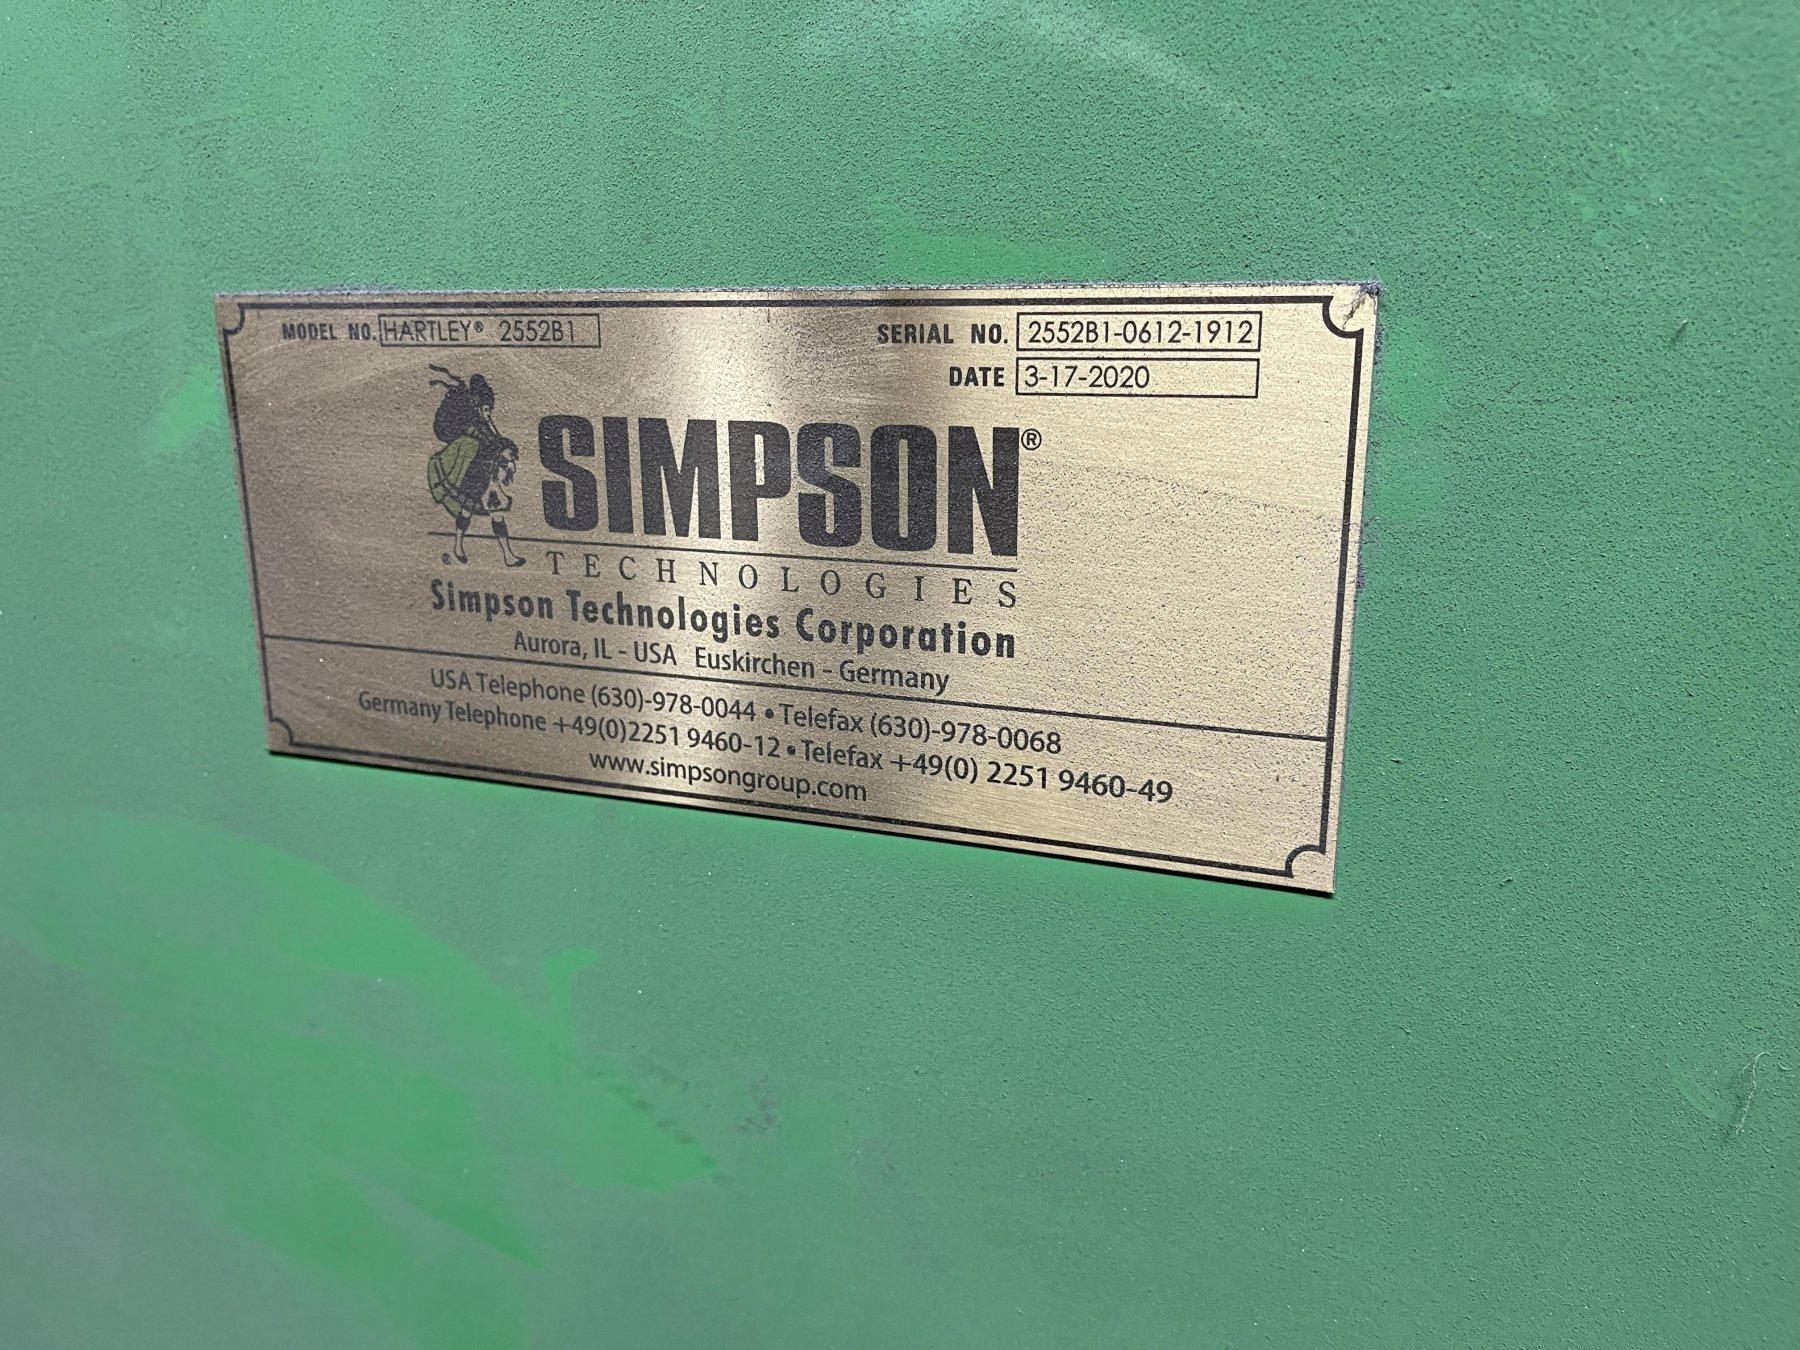 MODEL NO. HARTLEY® 2552B1
SERIAL NO. 2552B1-0612-1912
DATE 3-17-2020
SIMPSON®
® TECHNOLOGIES
Simpson Technologies Corporation
Aurora, IL - USA Euskirchen - Germany
USA Telephone (630)-978-0044 • Telefax (630)-978-0068
Germany Telephone +49(0)2251 9460-12 • Telefax +49(0) 2251 9460-49
www.simpsongroup.com